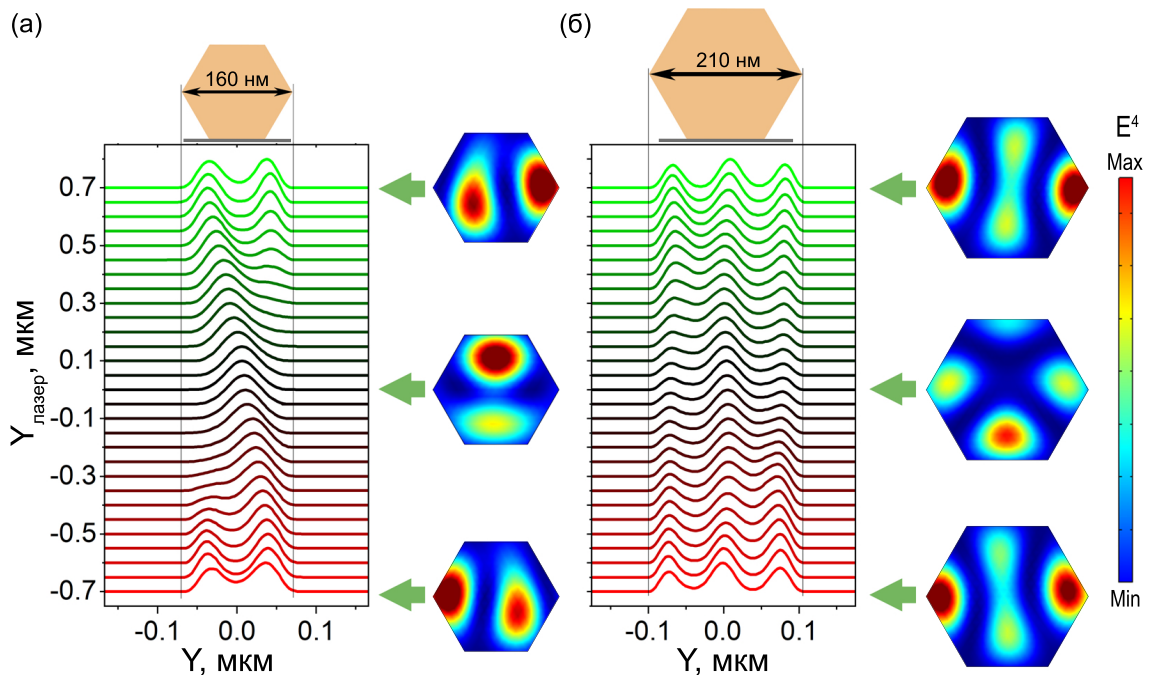 (а)
160 нм
(б)
210 нм
E⁴
Max
Min
Yлазер, мкм
0.7
0.5
0.3
0.1
-0.1
-0.3
-0.5
-0.7
-0.1
0.0
0.1
Y, мкм
-0.1
0.0
0.1
Y, мкм